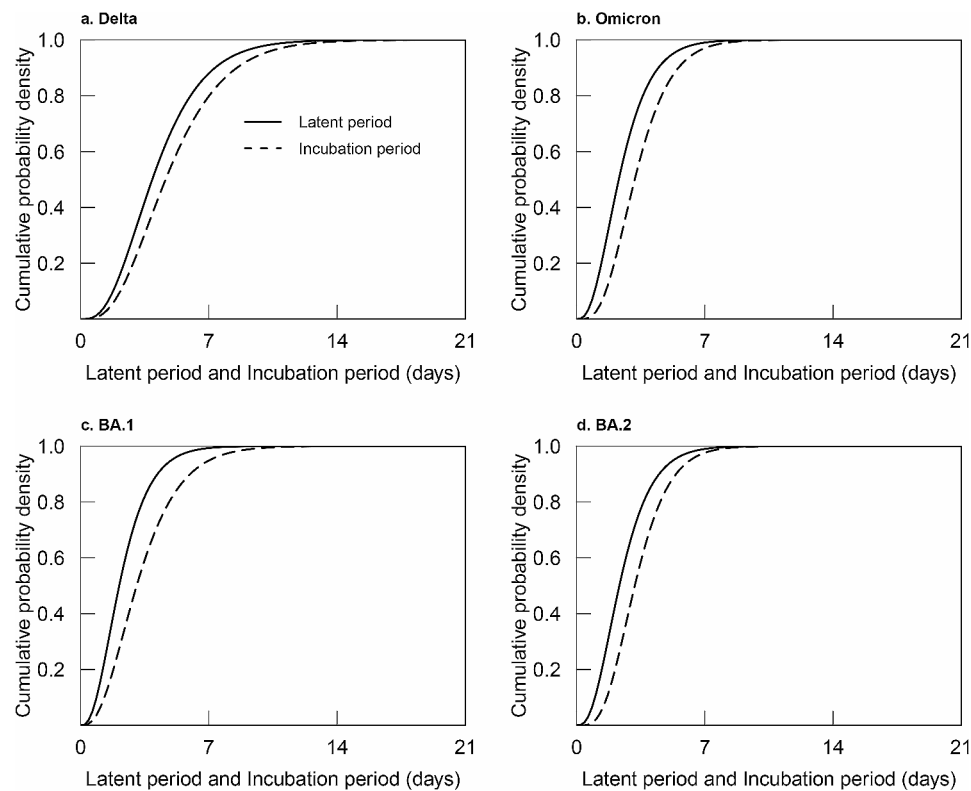 a. Delta
Cumulative probability density
1.0
0.8
0.6
0.4
0.2
Latent period
Incubation period
0 7 14 21
Latent period and Incubation period (days)
b. Omicron
Cumulative probability density
1.0
0.8
0.6
0.4
0.2
0 7 14 21
Latent period and Incubation period (days)
c. BA.1
Cumulative probability density
1.0
0.8
0.6
0.4
0.2
0 7 14 21
Latent period and Incubation period (days)
d. BA.2
Cumulative probability density
1.0
0.8
0.6
0.4
0.2
0 7 14 21
Latent period and Incubation period (days)